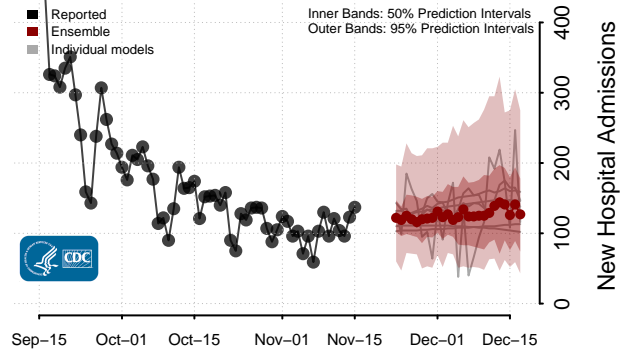 Reported
Ensemble
Individual models
Inner Bands: 50% Prediction Intervals
Outer Bands: 95% Prediction Intervals
400
300
200
100
0
New Hospital Admissions
CDC
Sep−15
Oct−01
Oct−15
Nov−01
Nov−15
Dec−01
Dec−15